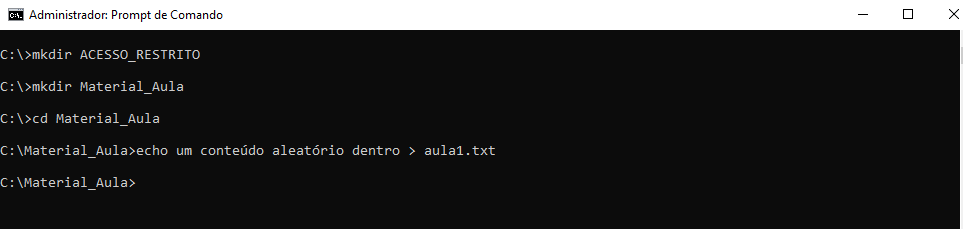 Administrador: Prompt de Comando
C:\>mkdir ACESSO_RESTRITO
C:\>mkdir Material_Aula
C:\>cd Material_Aula
C:\Material_Aula>echo um conteúdo aleatório dentro > aula1.txt
C:\Material_Aula>